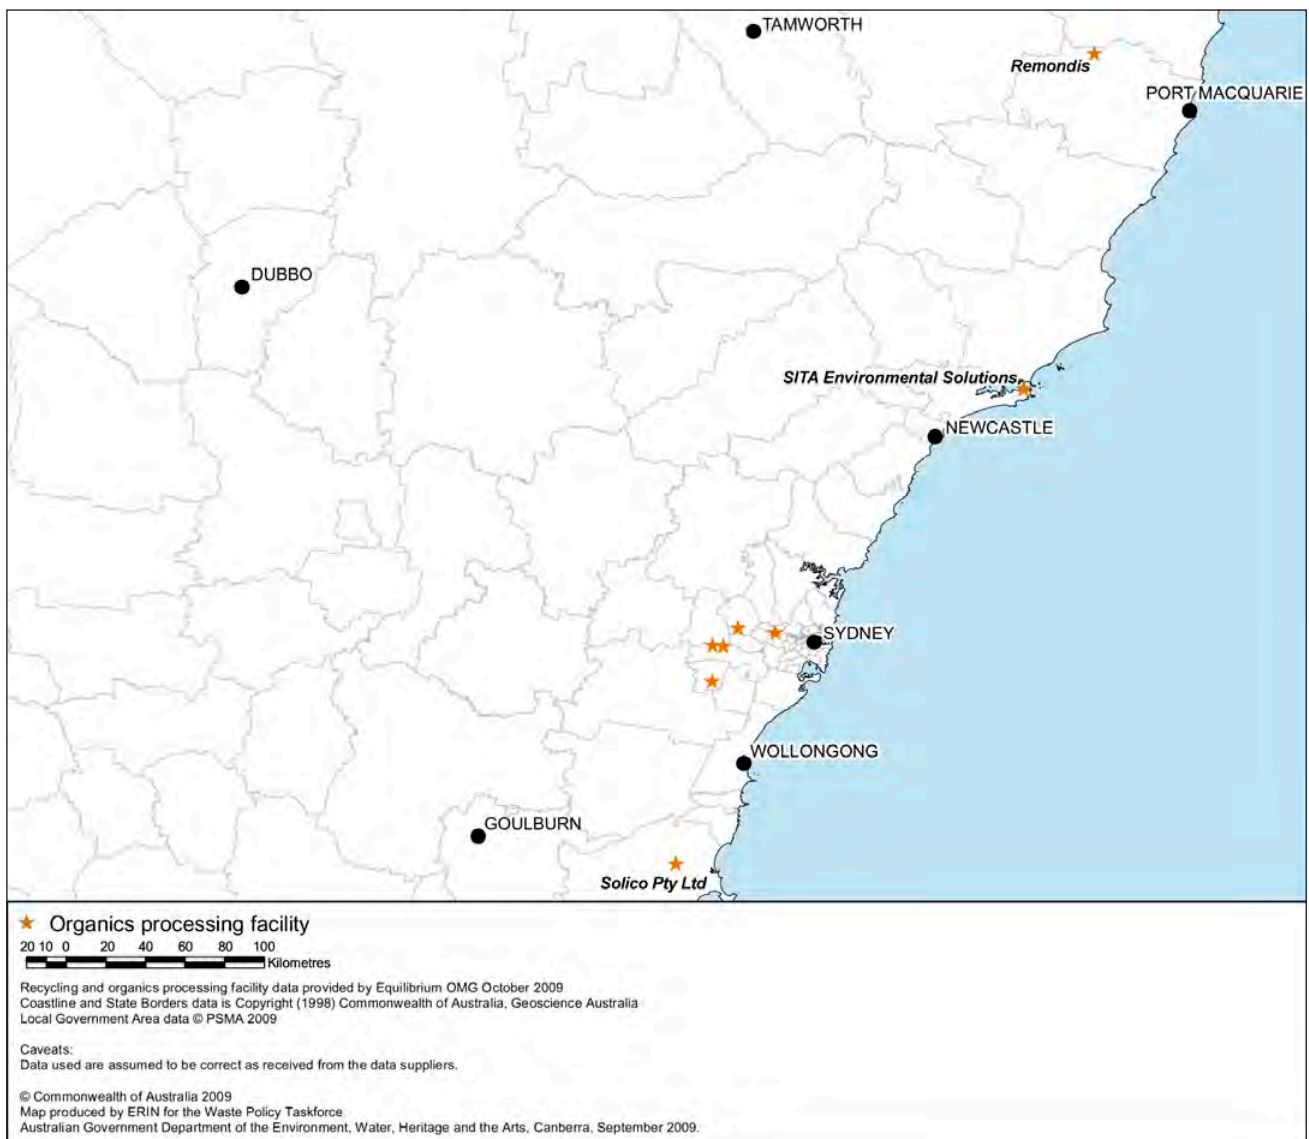 TAMWORTH
Remondis
PORT MACQUARIE
DUBBO
SITA Environmental Solutions
NEWCASTLE
SYDNEY
WOLLONGONG
GOULBURN
Solico Pty Ltd
Organics processing facility
20 10 0 20 40 60 80 100
Kilometres
Recycling and organics processing facility data provided by Equilibrium OMG October 2009
Coastline and State Borders data is Copyright (1998) Commonwealth of Australia, Geoscience Australia
Local Government Area data © PSMA 2009
Caveats:
Data used are assumed to be correct as received from the data suppliers.
© Commonwealth of Australia 2009
Map produced by ERIN for the Waste Policy Taskforce
Australian Government Department of the Environment, Water, Heritage and the Arts, Canberra, September 2009.